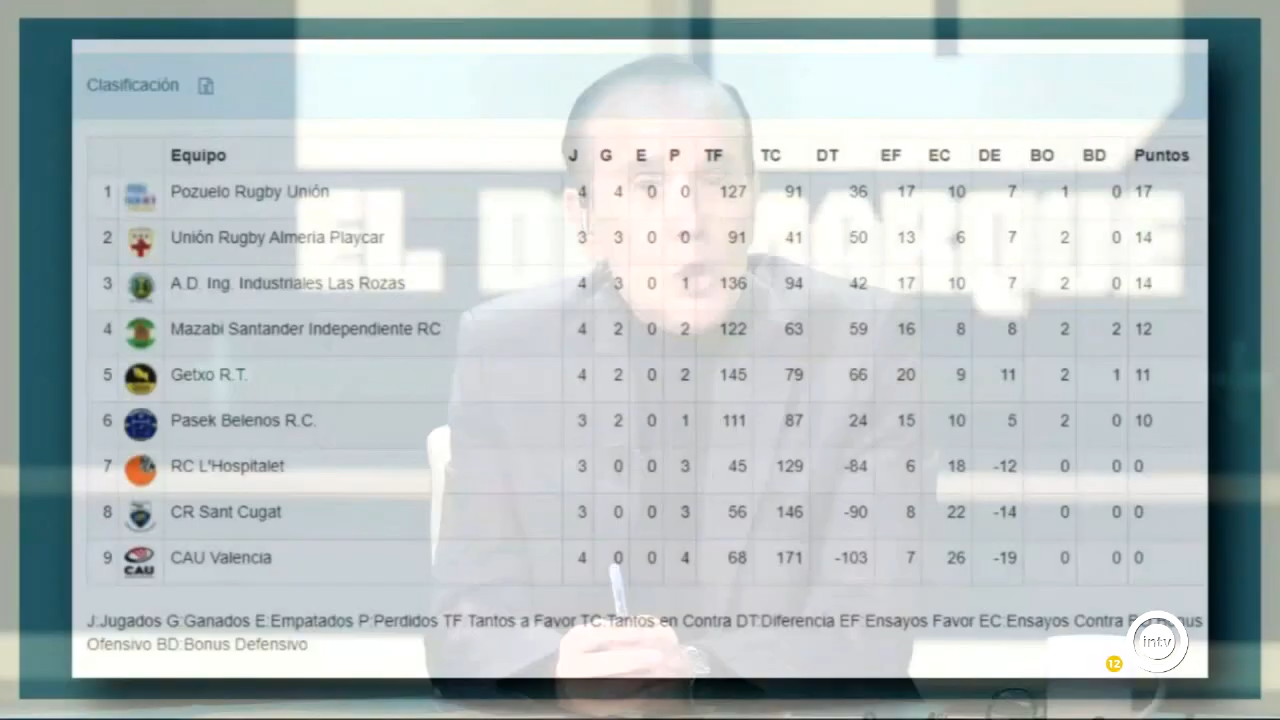 Clasificación
Equipo J G E P TF TC DT EF EC DE BO BD Puntos
1 Pozuelo Rugby Unión 4 4 0 0 127 91 36 17 10 7 1 0 17
2 Unión Rugby Almeria Playcar 3 3 0 0 91 41 50 13 6 7 2 0 14
3 A.D. Ing. Industriales Las Rozas 4 3 0 1 136 94 42 17 10 7 2 0 14
4 Mazabi Santander Independiente RC 4 2 0 2 122 63 59 16 8 8 2 2 12
5 Getxo R.T. 4 2 0 2 145 79 66 20 9 11 2 1 11
6 Pasek Belenos R.C. 3 2 0 1 111 87 24 15 10 5 2 0 10
7 RC L'Hospitalet 3 0 0 3 45 129 -84 6 18 -12 0 0 0
8 CR Sant Cugat 3 0 0 3 56 146 -90 8 22 -14 0 0 0
9 CAU CAU Valencia 4 0 0 4 68 171 -103 7 26 -19 0 0 0
J:Jugados G:Ganados E:Empatados P:Perdidos TF:Tantos a Favor TC:Tantos en Contra DT:Diferencia EF:Ensayos Favor EC:Ensayos Contra
Ofensivo BD:Bonus Defensivo
EL DESMARQUE
intv
12